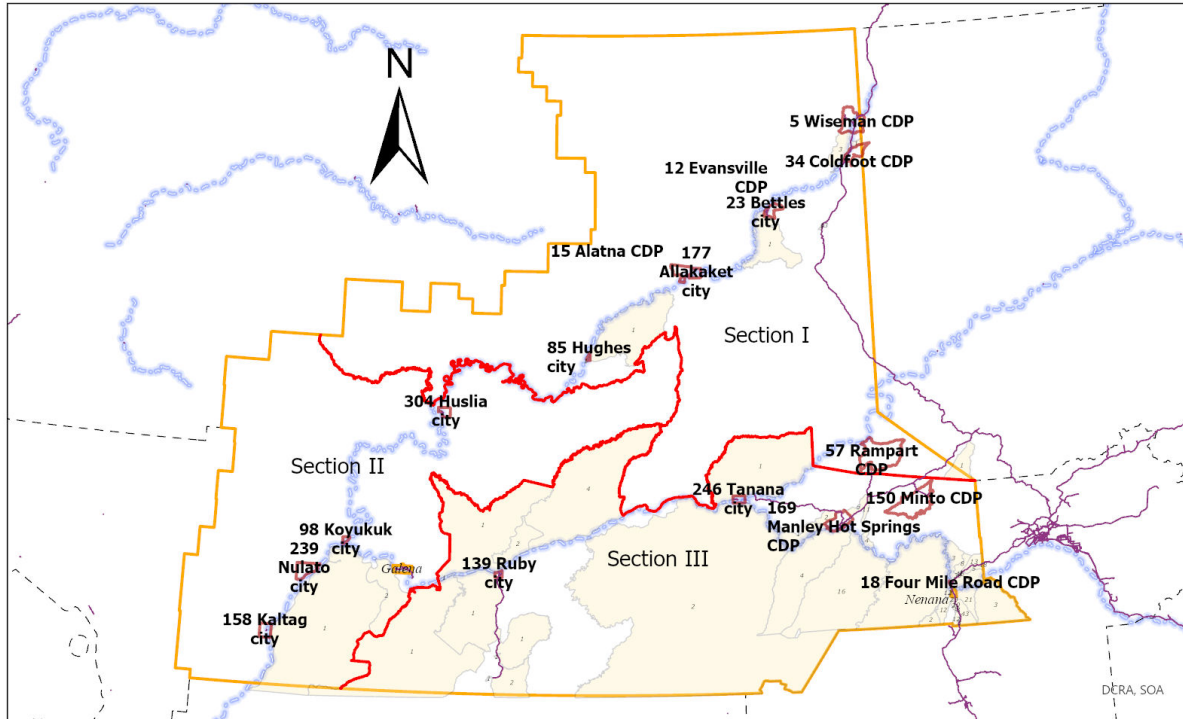 N
5 Wiseman CDP
34 Coldfoot CDP
12 Evansville
CDP
23 Bettles
city
15 Alatna CDP
177
Allakaket
city
Section I
85 Hughes
city
304 Huslia
city
Section II
57 Rampart
CDP
246 Tanana
city
150 Minto CDP
169
Manley Hot Springs
CDP
98 Koyukuk
city
239
Nulato
city
Galena
139 Ruby
city
Section III
18 Four Mile Road CDP
Nenana
158 Kaltag
city
DCRA, SOA